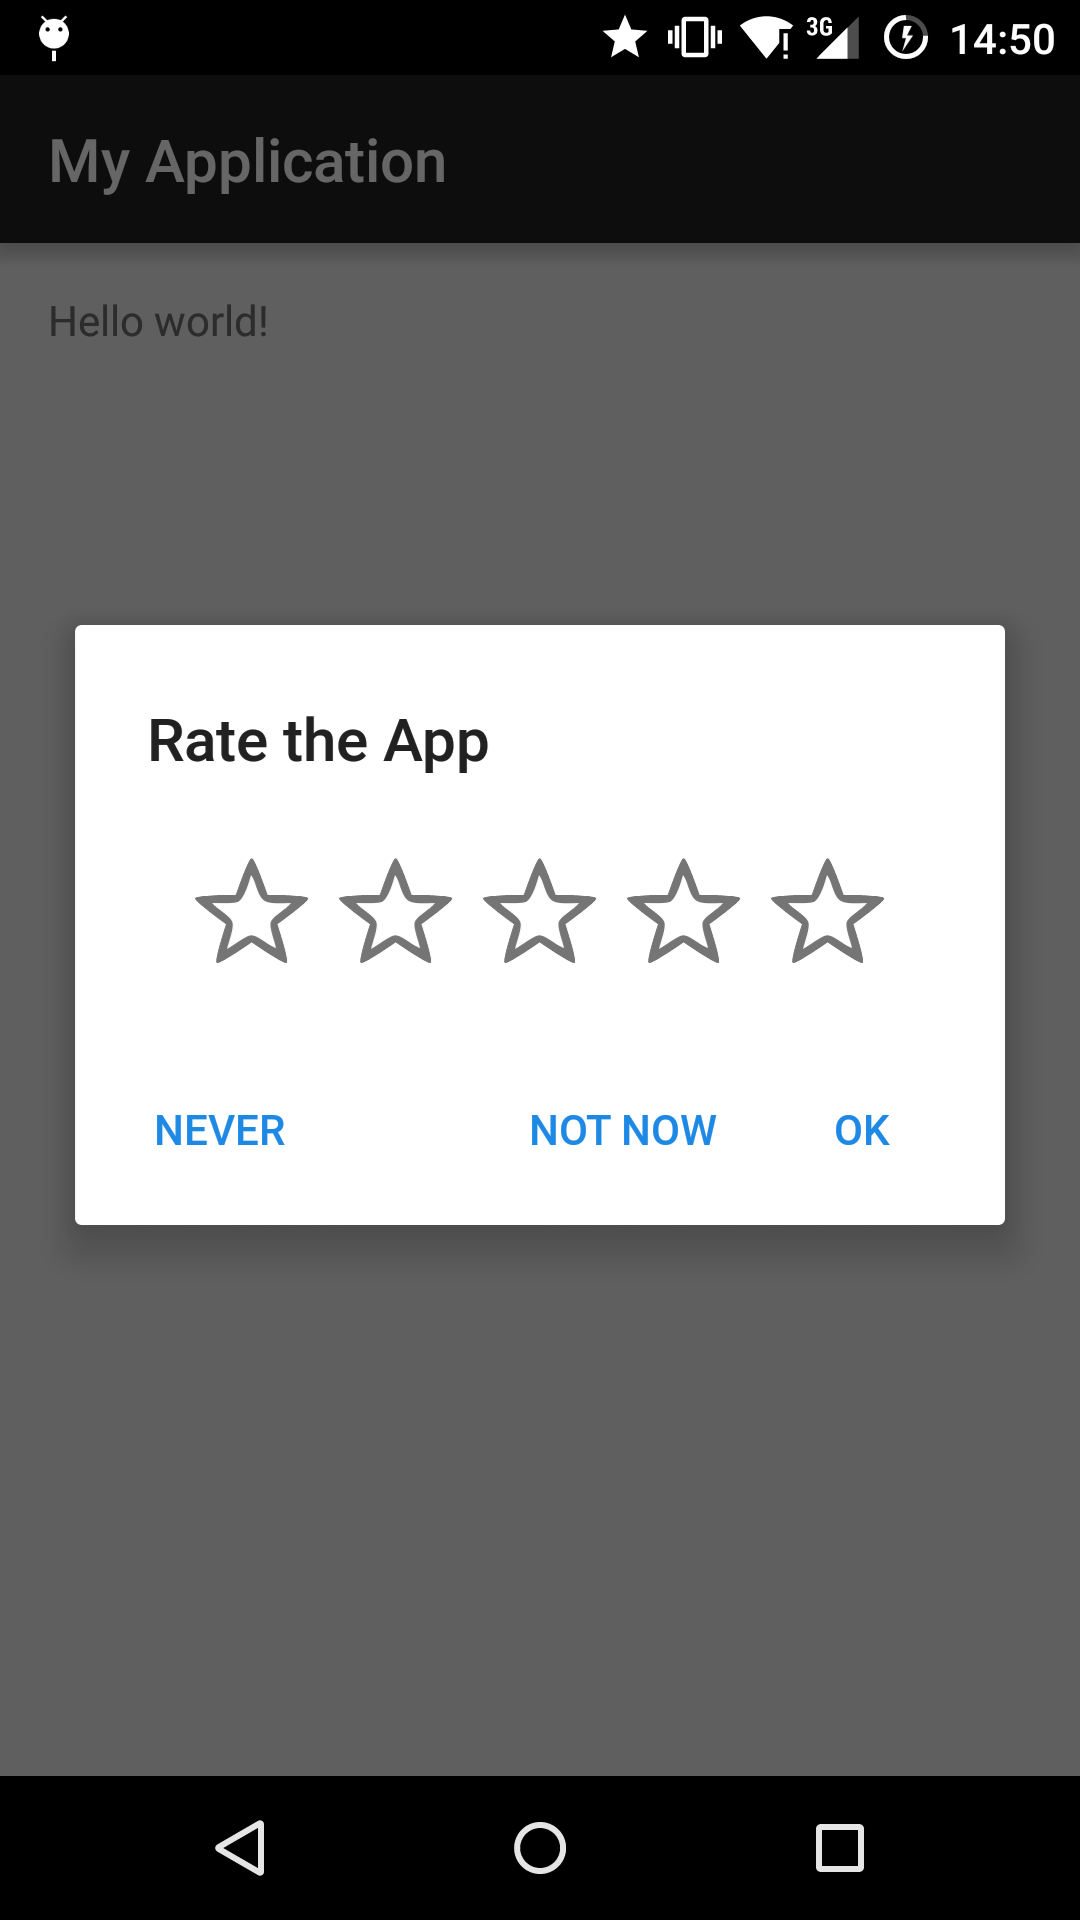 3G 14:50
My Application
Hello world!
Rate the App
NEVER NOT NOW OK